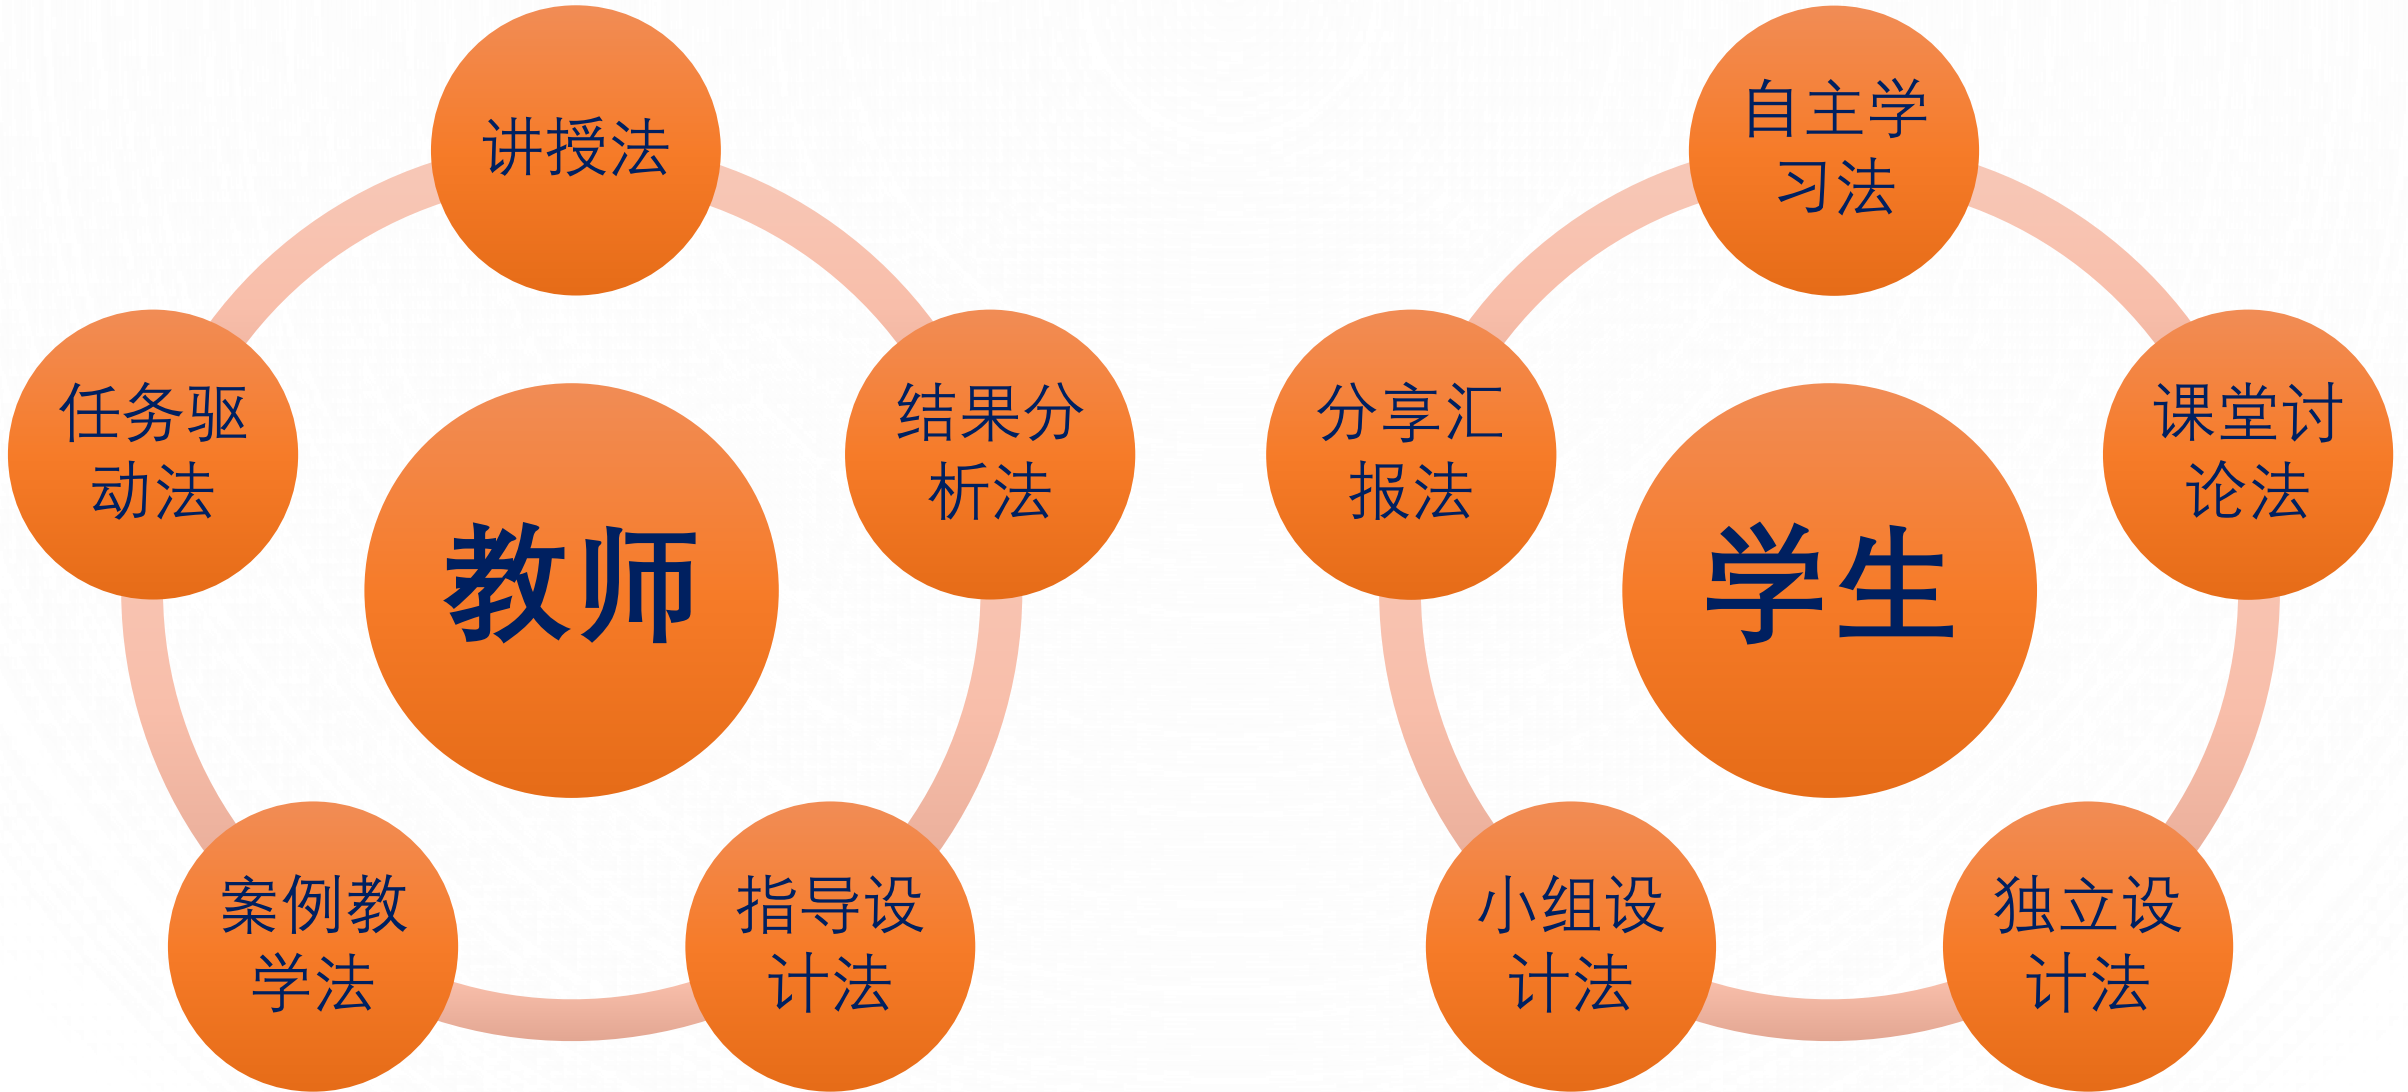 讲授法
任务驱
动法
结果分
析法
教师
案例教
学法
指导设
计法
自主学
习法
分享汇
报法
课堂讨
论法
学生
小组设
计法
独立设
计法